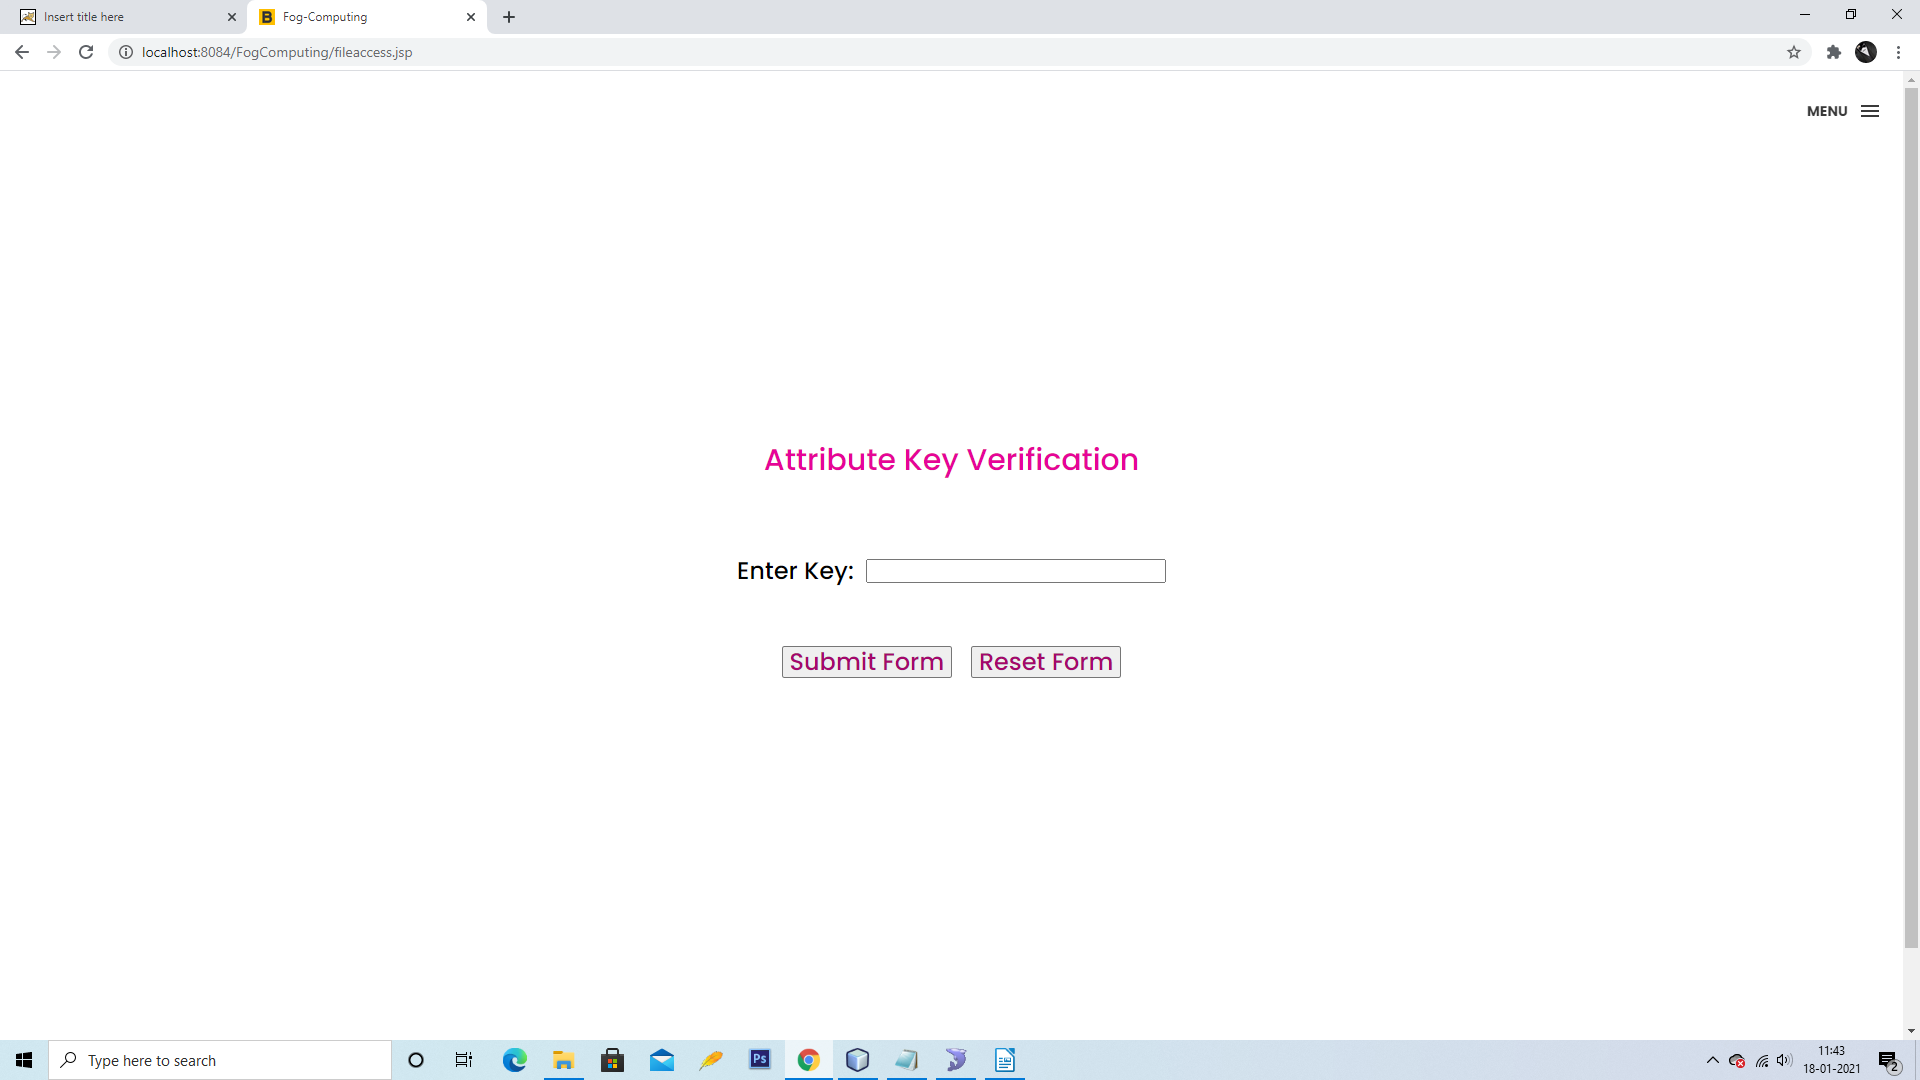 Insert title here
Fog-Computing
localhost:8084/FogComputing/fileaccess.jsp
MENU
Attribute Key Verification
Enter Key:
Submit Form Reset Form
Type here to search
Ps
11:43
18-01-2021
2